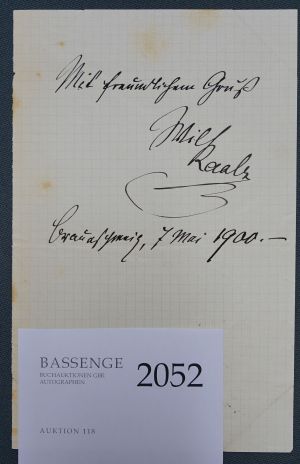 Mit freundlichem Gruß
Wilh
Raabe
Braunschweig, 7 Mai 1900.–
BASSENGE
BUCHAUKTIONEN GBR
AUTOGRAPHEN
2052
AUKTION 118